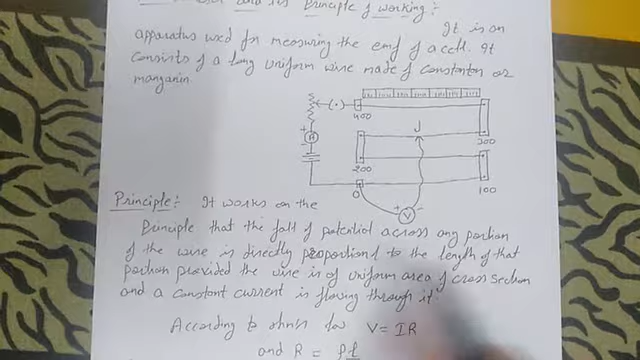 and its Principle of working:-
It is an
apparatus used for measuring the emf of a cell. It
consists of a long uniform wire made of constantan or
manganin
400
+
A
J
300
200
0
100
+ V -
Principle:- It works on the
Principle that the fall of potential across any portion
of the wire is directly proportional to the length of that
portion provided the wire is of uniform area of cross section
and a constant current is flowing through it.
According to ohm's law V = IR
and R = ρl